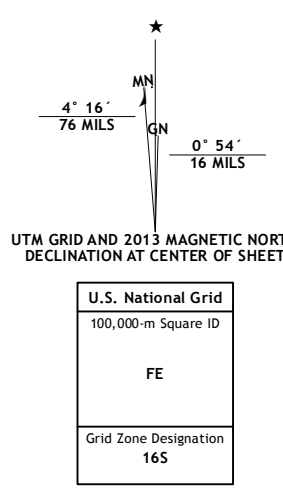 MN
4° 16´
76 MILS
GN
0° 54´
16 MILS
UTM GRID AND 2013 MAGNETIC NORT
DECLINATION AT CENTER OF SHEET
U.S. National Grid
100,000-m Square ID
FE
Grid Zone Designation
16S